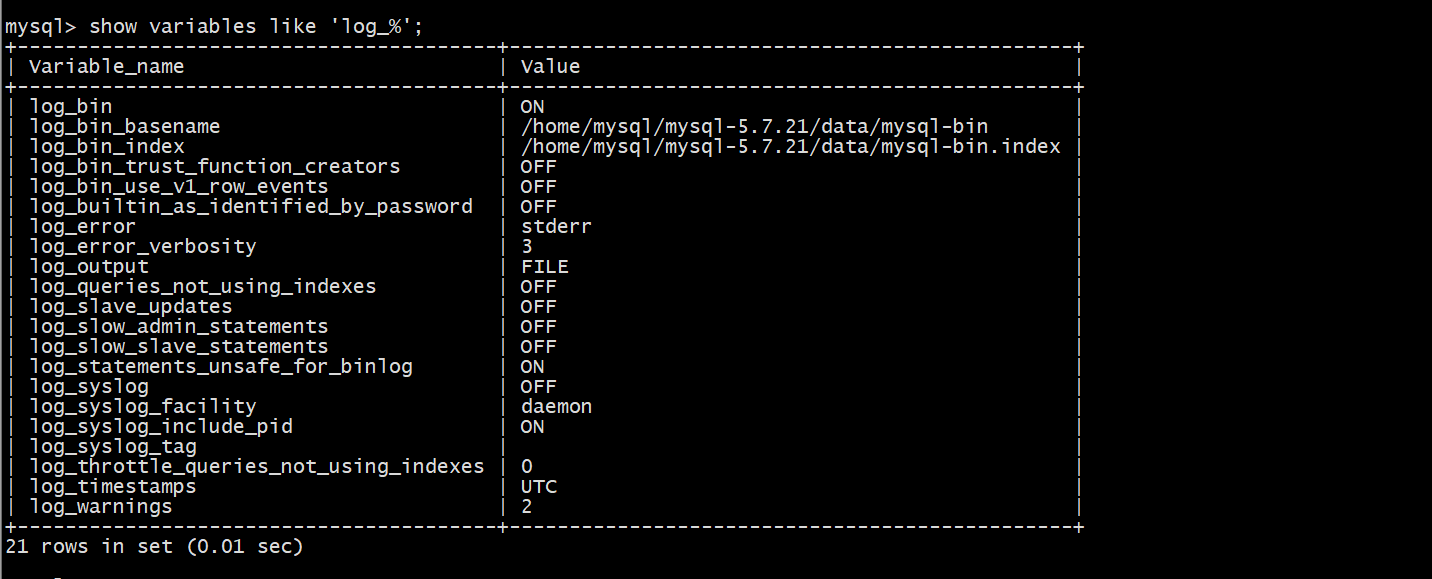 mysql> show variables like 'log_%';
+----------------------------------------+-----------------------------------------------+
| Variable_name | Value |
+----------------------------------------+-----------------------------------------------+
| log_bin | ON |
| log_bin_basename | /home/mysql/mysql-5.7.21/data/mysql-bin |
| log_bin_index | /home/mysql/mysql-5.7.21/data/mysql-bin.index |
| log_bin_trust_function_creators | OFF |
| log_bin_use_v1_row_events | OFF |
| log_builtin_as_identified_by_password | OFF |
| log_error | stderr |
| log_error_verbosity | 3 |
| log_output | FILE |
| log_queries_not_using_indexes | OFF |
| log_slave_updates | OFF |
| log_slow_admin_statements | OFF |
| log_slow_slave_statements | OFF |
| log_statements_unsafe_for_binlog | ON |
| log_syslog | OFF |
| log_syslog_facility | daemon |
| log_syslog_include_pid | ON |
| log_syslog_tag | |
| log_throttle_queries_not_using_indexes | 0 |
| log_timestamps | UTC |
| log_warnings | 2 |
+----------------------------------------+-----------------------------------------------+
21 rows in set (0.01 sec)